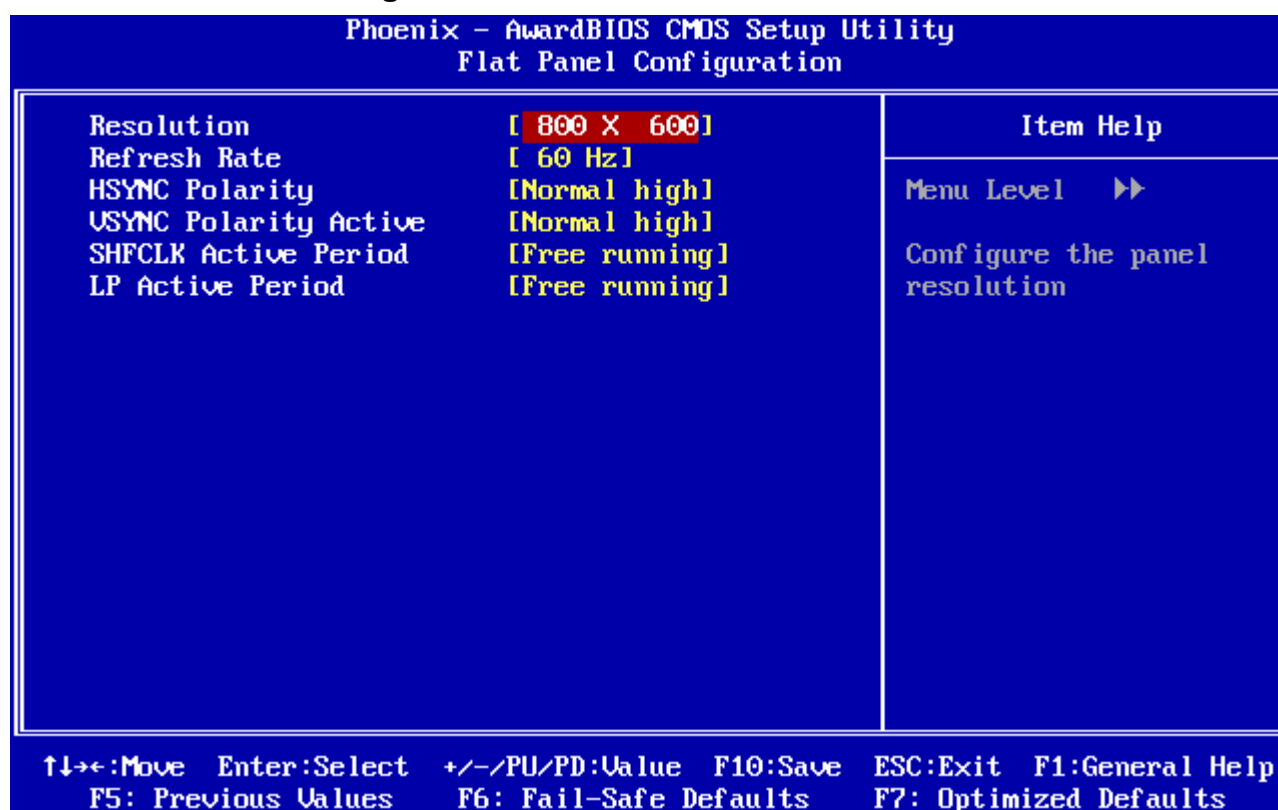 Phoenix - AwardBIOS CMOS Setup Utility
Flat Panel Configuration
Resolution [ 800 X 600]
Refresh Rate [ 60 Hz]
HSYNC Polarity [Normal high]
VSYNC Polarity Active [Normal high]
SHFCLK Active Period [Free running]
LP Active Period [Free running]
Item Help
Menu Level ▶▶
Configure the panel
resolution
↑↓→←:Move Enter:Select +/-/PU/PD:Value F10:Save ESC:Exit F1:General Help
F5: Previous Values F6: Fail-Safe Defaults F7: Optimized Defaults